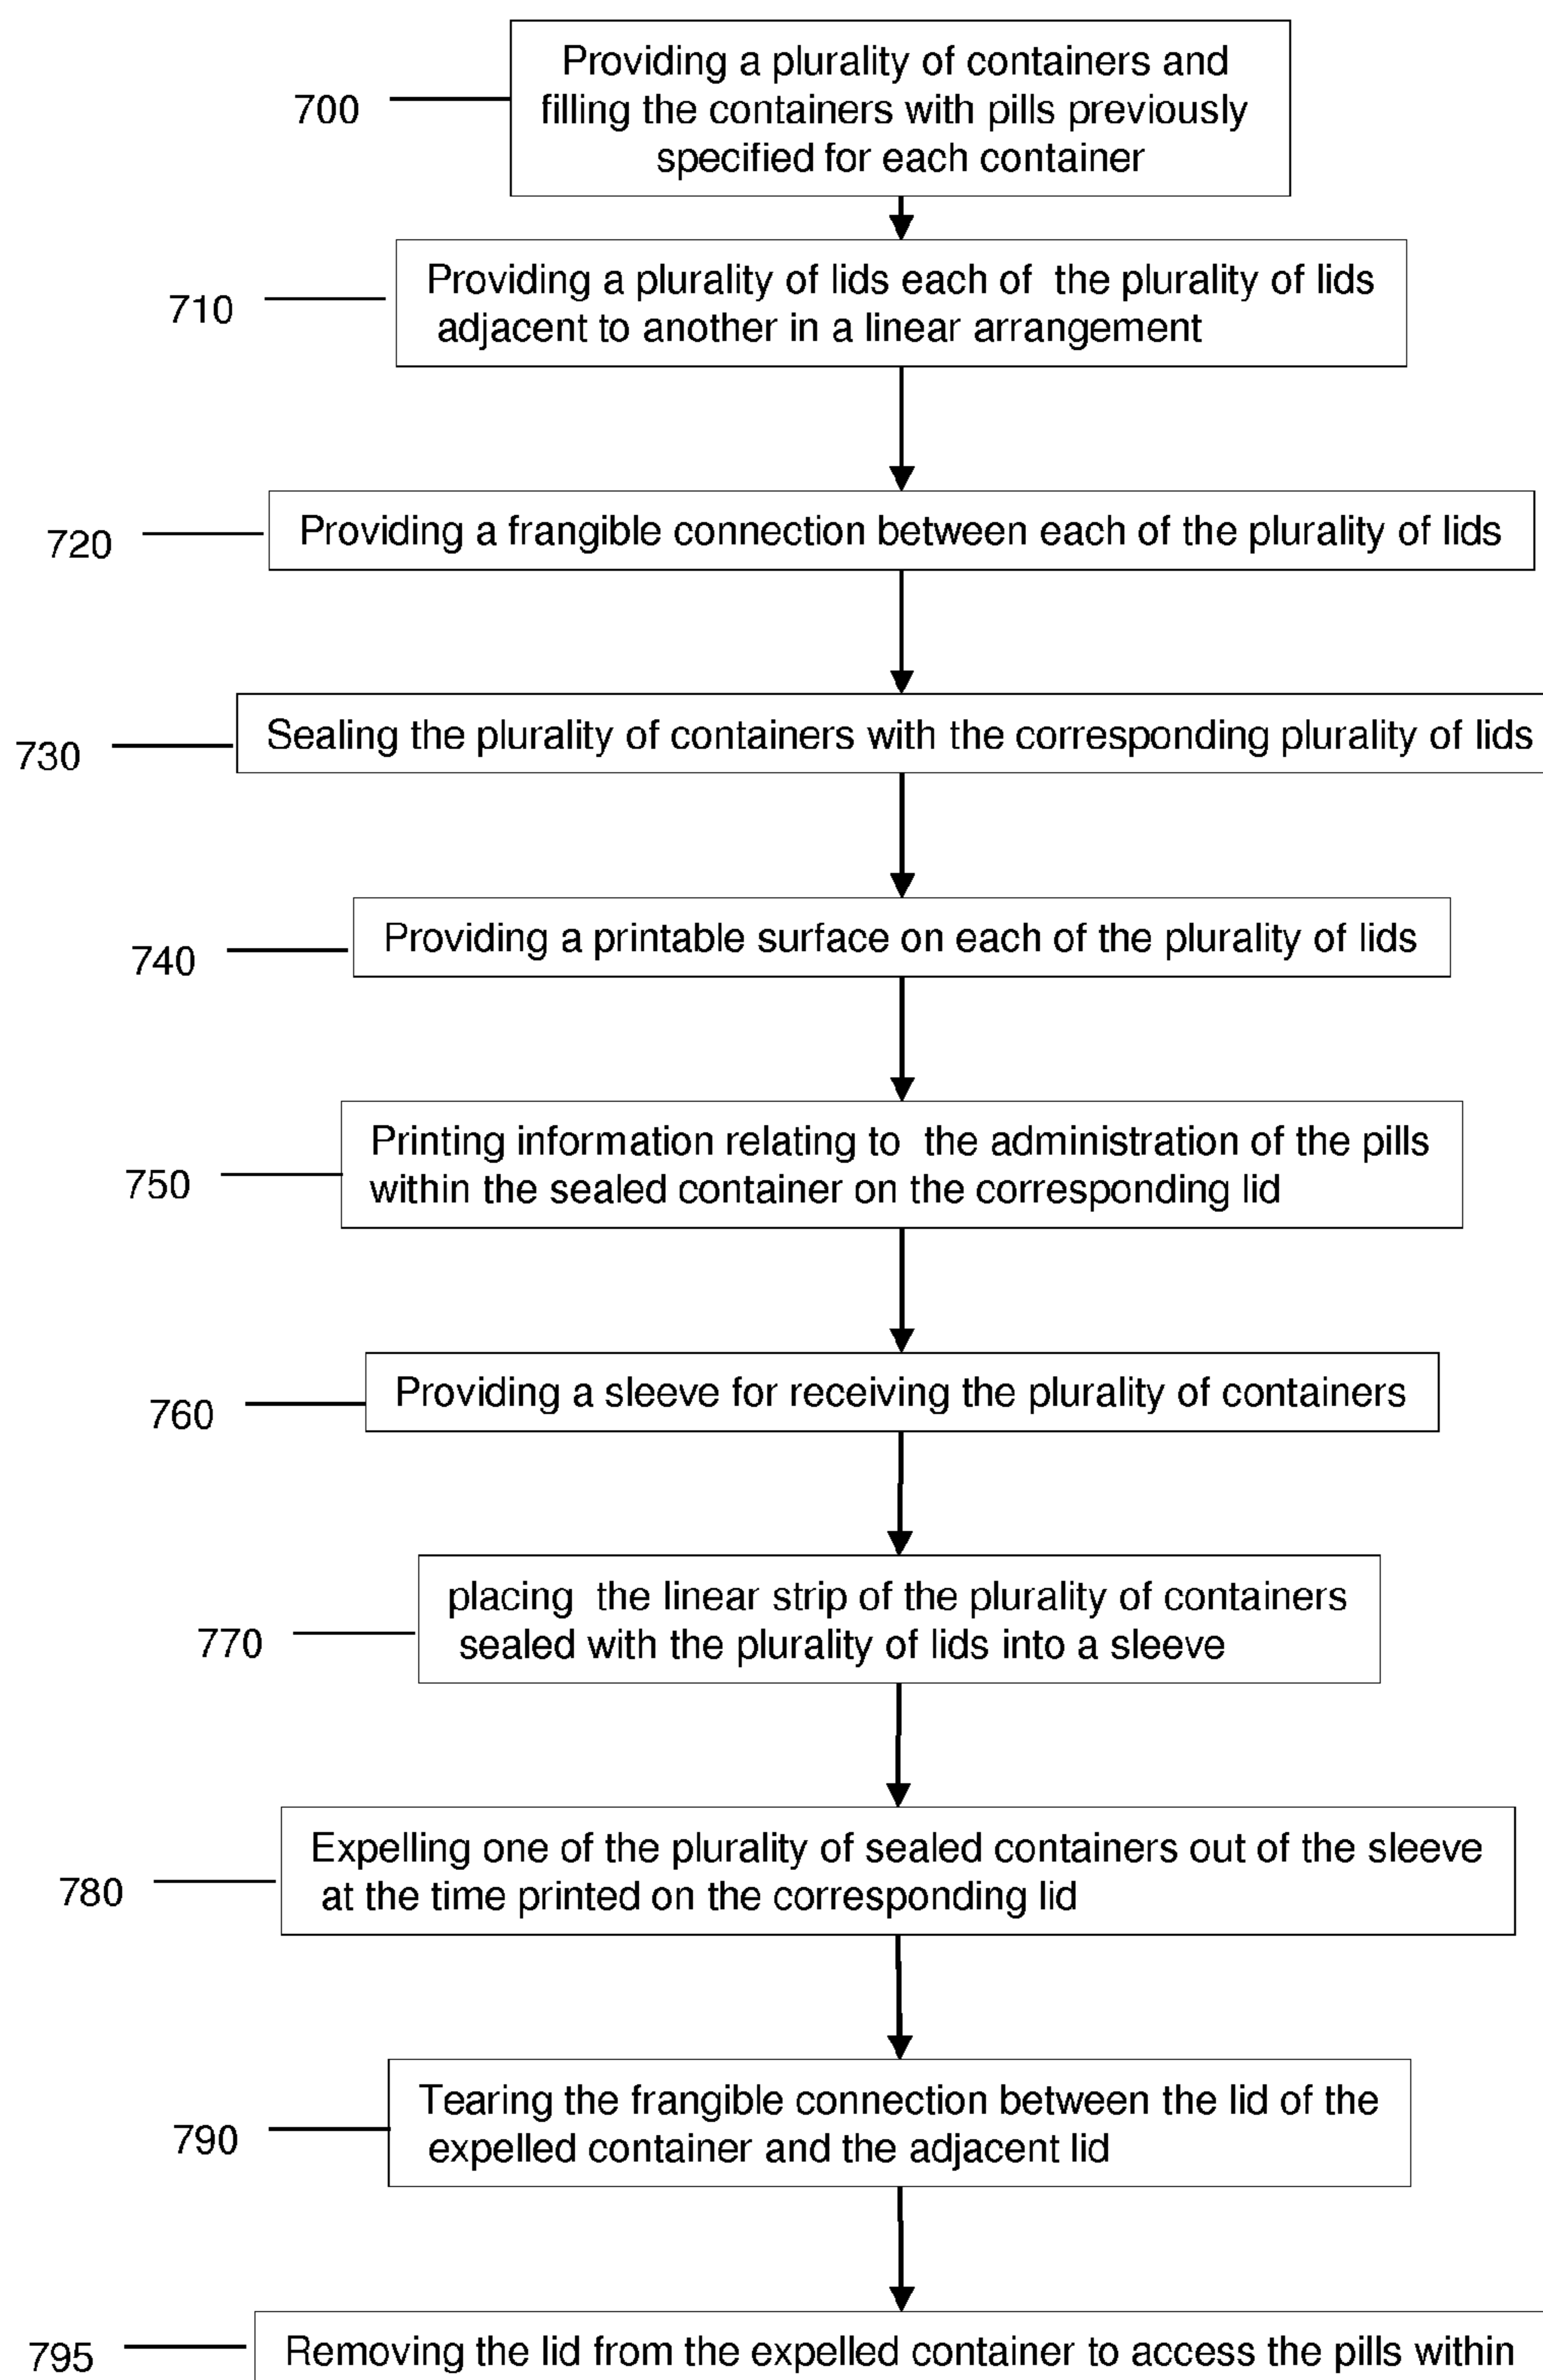 Providing a plurality of containers and
700
filling the containers with pills previously
specified for each container
Providing a plurality of lids each of the plurality of lids
710
adjacent to another in a linear arrangement
720
Providing a frangible connection between each of the plurality of lids
730
Sealing the plurality of containers with the corresponding plurality of lids
740
Providing a printable surface on each of the plurality of lids
Printing information relating to the administration of the pills
750
within the sealed container on the corresponding lid
760
Providing a sleeve for receiving the plurality of containers
placing the linear strip of the plurality of containers
770
sealed with the plurality of lids into a sleeve
Expelling one of the plurality of sealed containers out of the sleeve
780
at the time printed on the corresponding lid
Tearing the frangible connection between the lid of the
790
expelled container and the adjacent lid
795
Removing the lid from the expelled container to access the pills within